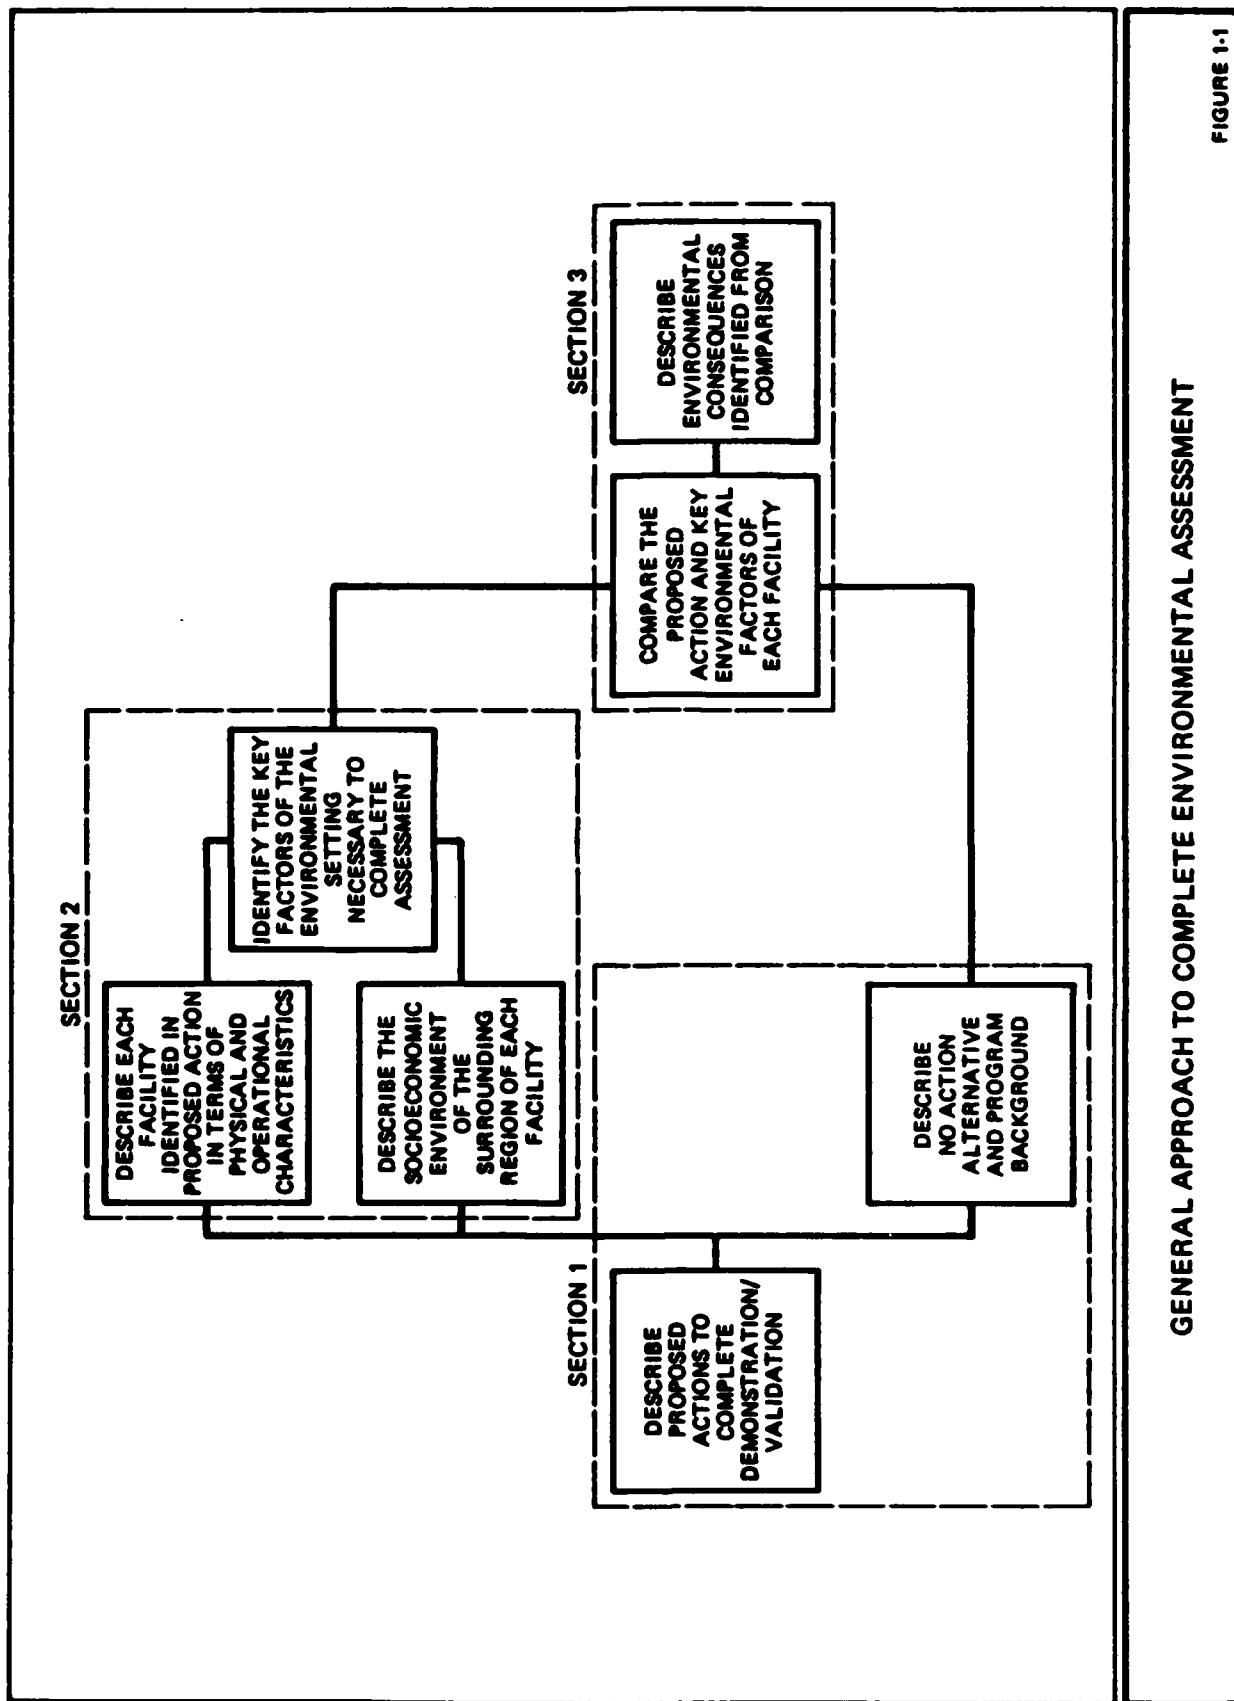 SECTION 1
DESCRIBE
PROPOSED
ACTIONS TO
COMPLETE
DEMONSTRATION/
VALIDATION
DESCRIBE
NO ACTION
ALTERNATIVE
AND PROGRAM
BACKGROUND
SECTION 2
DESCRIBE EACH
FACILITY
IDENTIFIED IN
PROPOSED ACTION
IN TERMS OF
PHYSICAL AND
OPERATIONAL
CHARACTERISTICS
DESCRIBE THE
SOCIOECONOMIC
ENVIRONMENT
OF THE
SURROUNDING
REGION OF EACH
FACILITY
IDENTIFY THE KEY
FACTORS OF THE
ENVIRONMENTAL
SETTING
NECESSARY TO
COMPLETE
ASSESSMENT
SECTION 3
COMPARE THE
PROPOSED
ACTION AND KEY
ENVIRONMENTAL
FACTORS OF
EACH FACILITY
DESCRIBE
ENVIRONMENTAL
CONSEQUENCES
IDENTIFIED FROM
COMPARISON
GENERAL APPROACH TO COMPLETE ENVIRONMENTAL ASSESSMENT
FIGURE 1-1